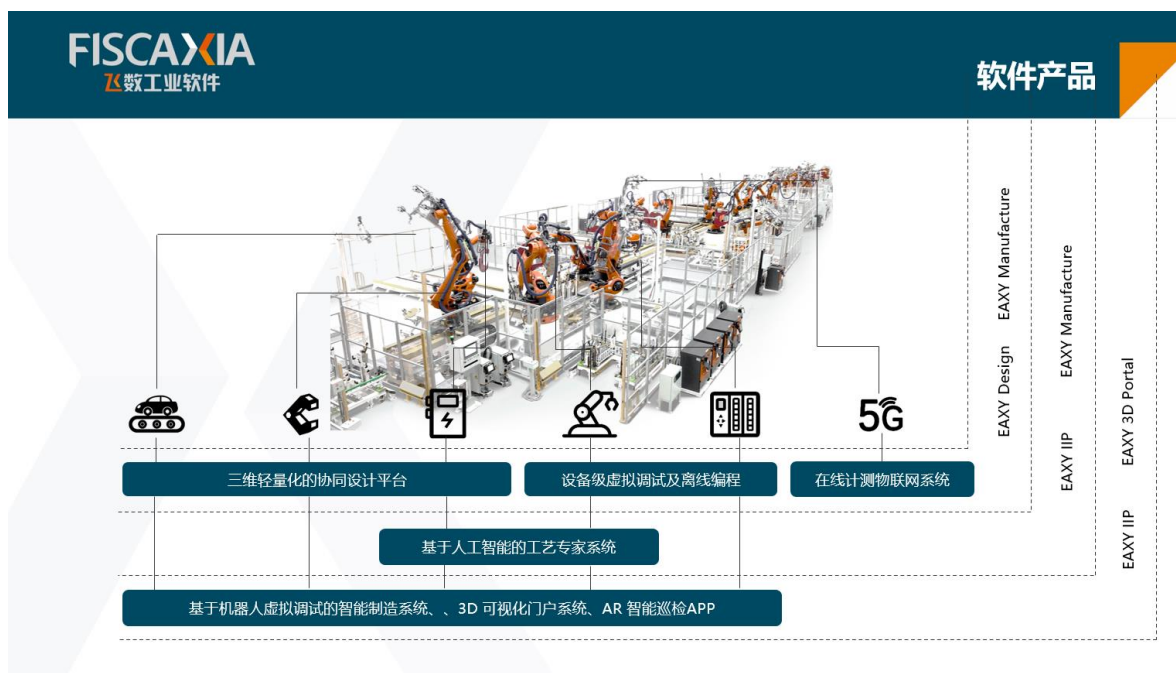 FISCAXIA
飞数工业软件
软件产品
EAXY Design EAXY Manufacture
EAXY IIP EAXY Manufacture
EAXY IIP EAXY 3D Portal
5G
三维轻量化的协同设计平台
设备级虚拟调试及离线编程
在线计测物联网系统
基于人工智能的工艺专家系统
基于机器人虚拟调试的智能制造系统、、3D 可视化门户系统、AR 智能巡检APP